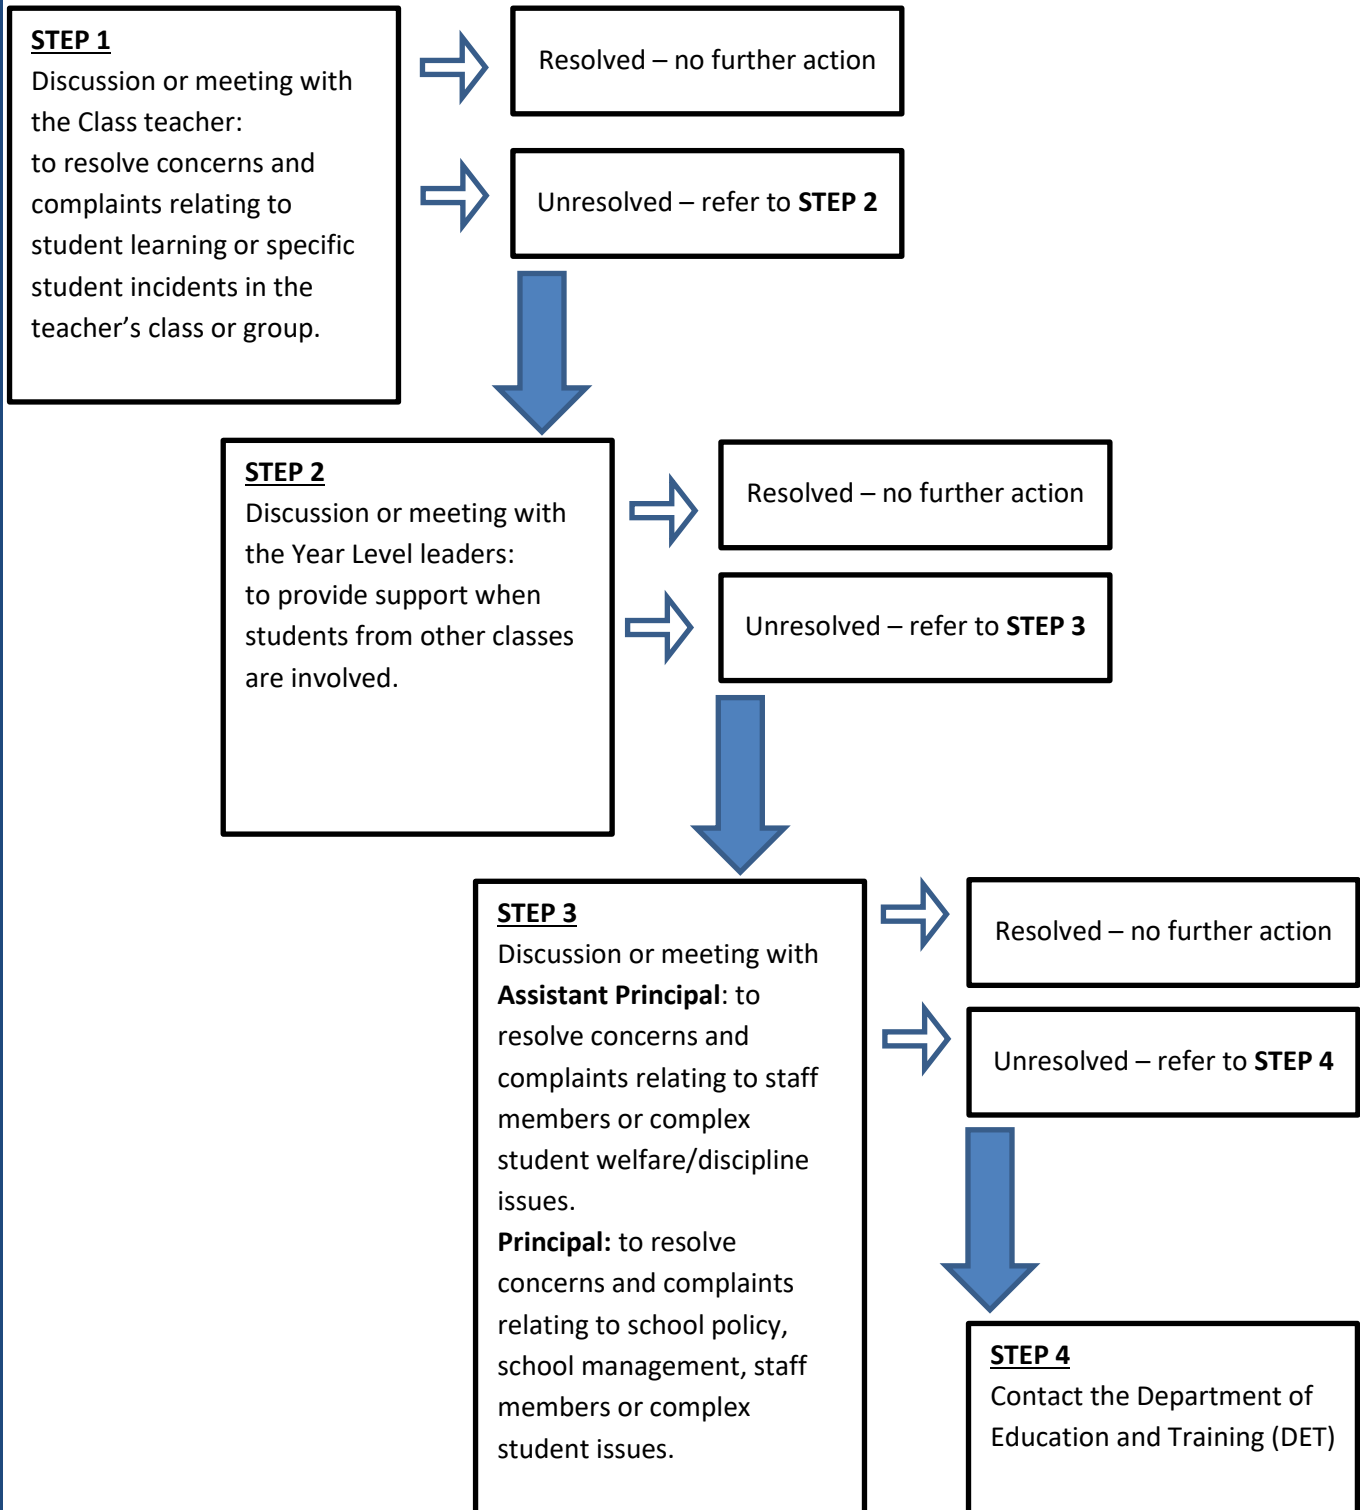 STEP 1
Discussion or meeting with
the Class teacher:
to resolve concerns and
complaints relating to
student learning or specific
student incidents in the
teacher’s class or group.
Resolved – no further action
Unresolved – refer to STEP 2
STEP 2
Discussion or meeting with
the Year Level leaders:
to provide support when
students from other classes
are involved.
Resolved – no further action
Unresolved – refer to STEP 3
STEP 3
Discussion or meeting with
Assistant Principal: to
resolve concerns and
complaints relating to staff
members or complex
student welfare/discipline
issues.
Principal: to resolve
concerns and complaints
relating to school policy,
school management, staff
members or complex
student issues.
Resolved – no further action
Unresolved – refer to STEP 4
STEP 4
Contact the Department of
Education and Training (DET)